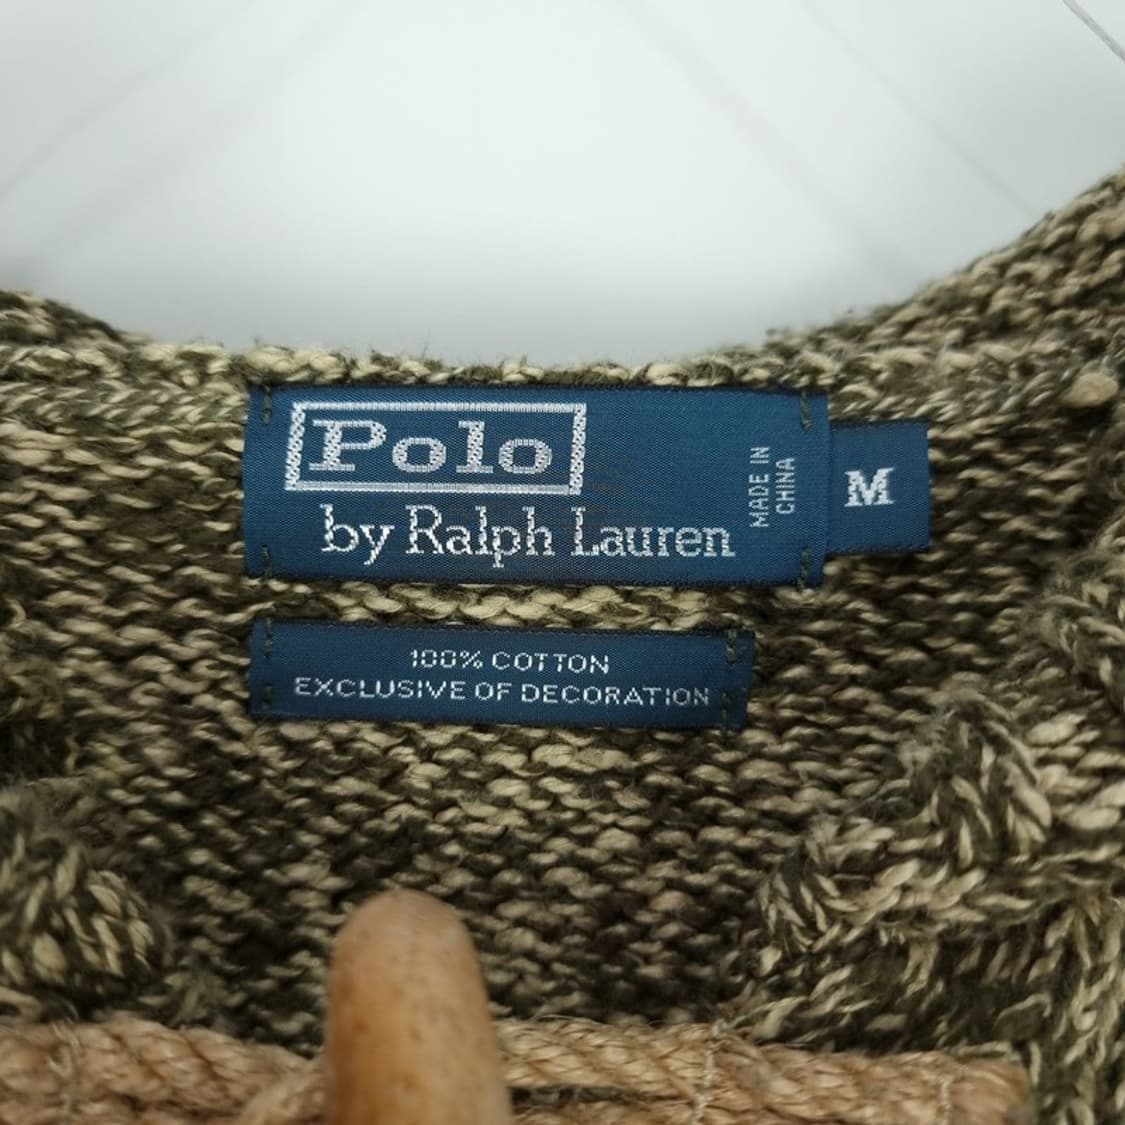 Polo
by Ralph Lauren
MADE IN
CHINA
M
100% COTTON
EXCLUSIVE OF DECORATION